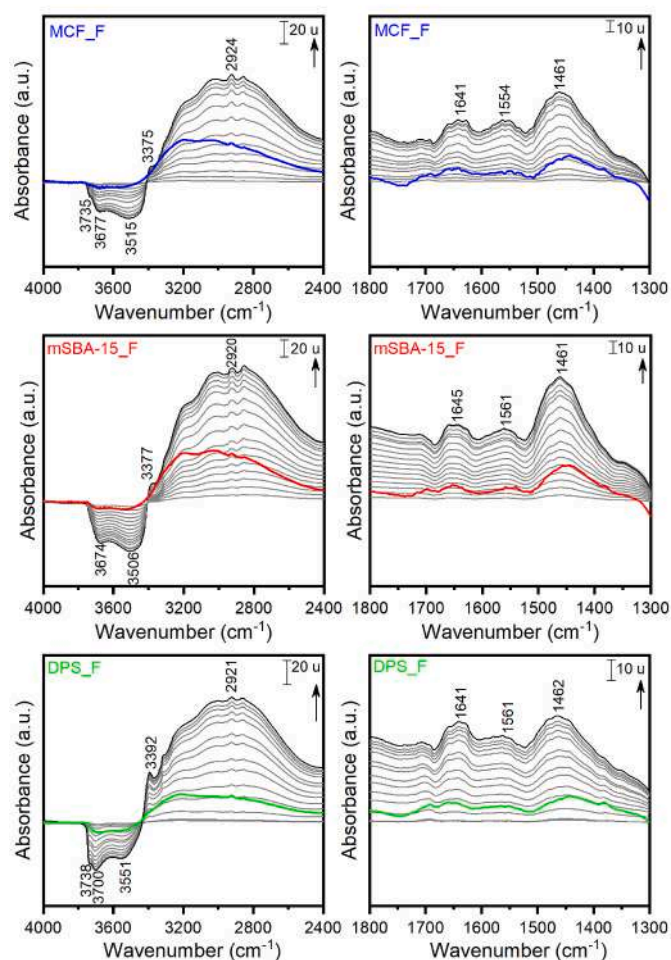 MCF_F
20 u
2924
3375
3735
3677
3515
Absorbance (a.u.)
4000 3600 3200 2800 2400
Wavenumber (cm⁻¹)
MCF_F
10 u
1641
1554
1461
Absorbance (a.u.)
1800 1700 1600 1500 1400 1300
Wavenumber (cm⁻¹)
mSBA-15_F
20 u
2920
3377
3674
3506
Absorbance (a.u.)
4000 3600 3200 2800 2400
Wavenumber (cm⁻¹)
mSBA-15_F
10 u
1645
1561
1461
Absorbance (a.u.)
1800 1700 1600 1500 1400 1300
Wavenumber (cm⁻¹)
DPS_F
20 u
2921
3392
3738
3700
3551
Absorbance (a.u.)
4000 3600 3200 2800 2400
Wavenumber (cm⁻¹)
DPS_F
10 u
1641
1561
1462
Absorbance (a.u.)
1800 1700 1600 1500 1400 1300
Wavenumber (cm⁻¹)